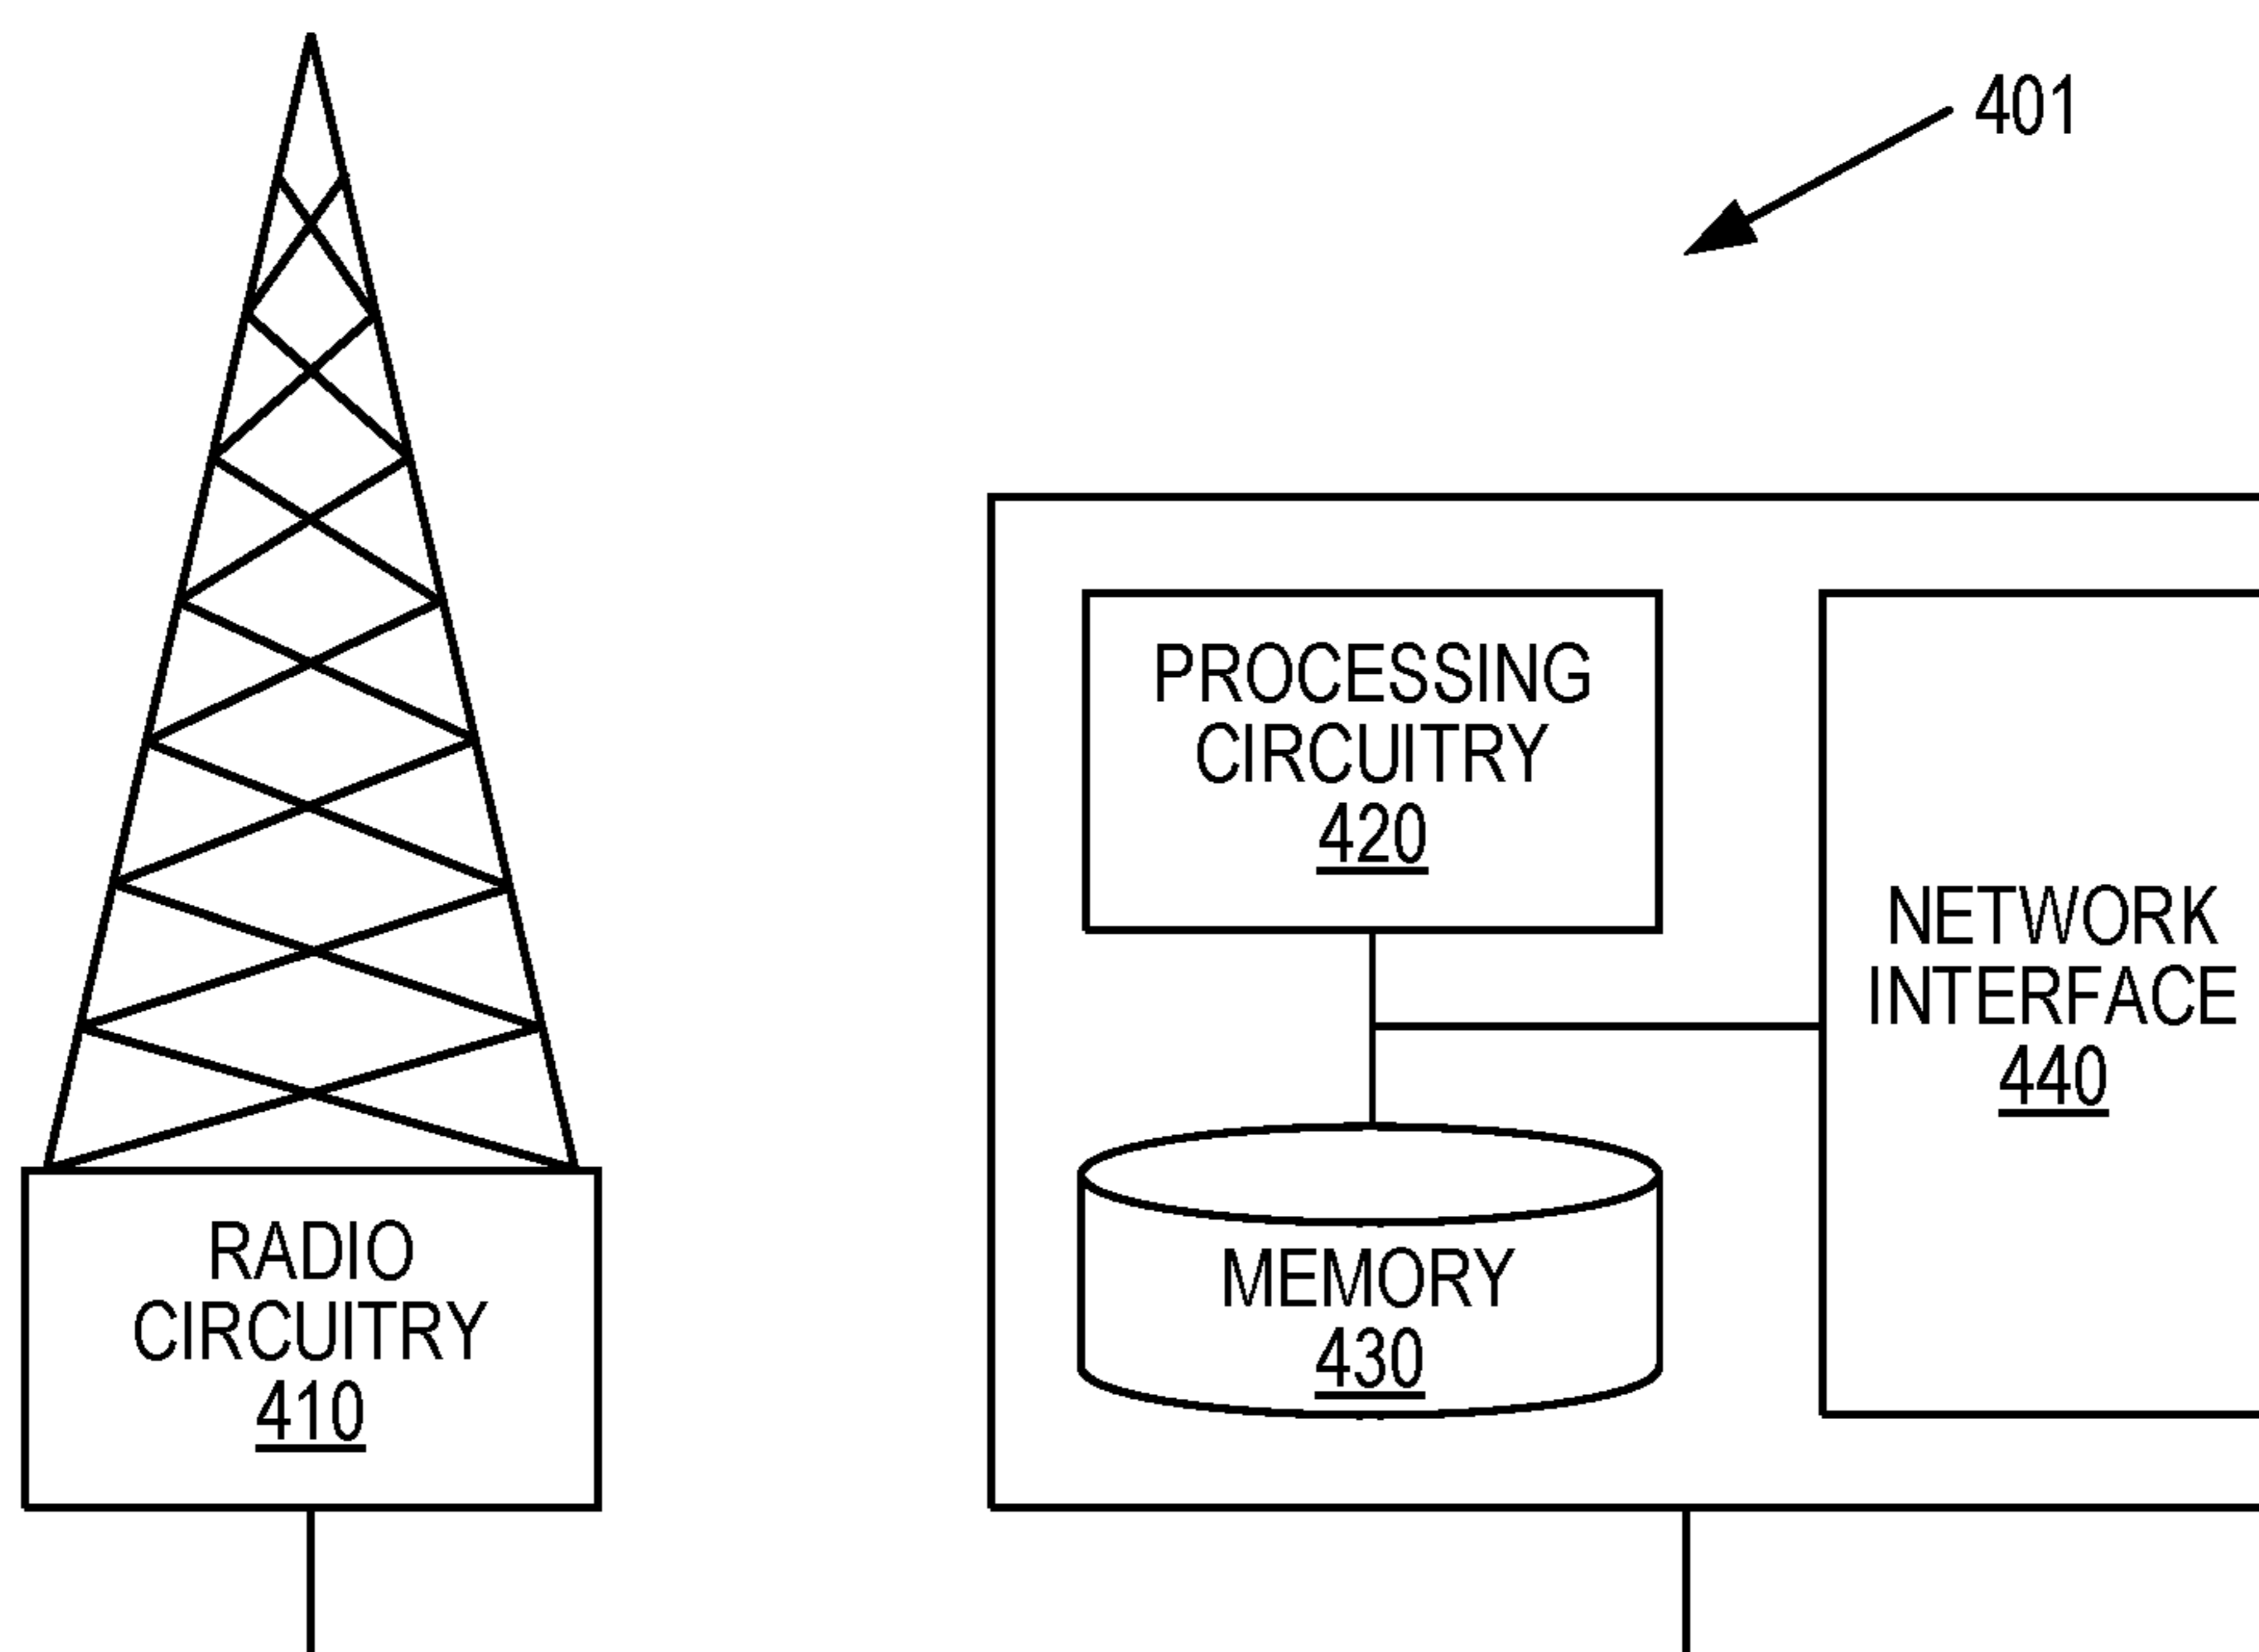 401
PROCESSING
CIRCUITRY
420
NETWORK
INTERFACE
440
MEMORY
430
RADIO
CIRCUITRY
410